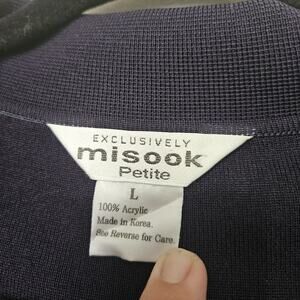 EXCLUSIVELY
misook
Petite
L
100% Acrylic
Made in Korea.
See Reverse for Care.